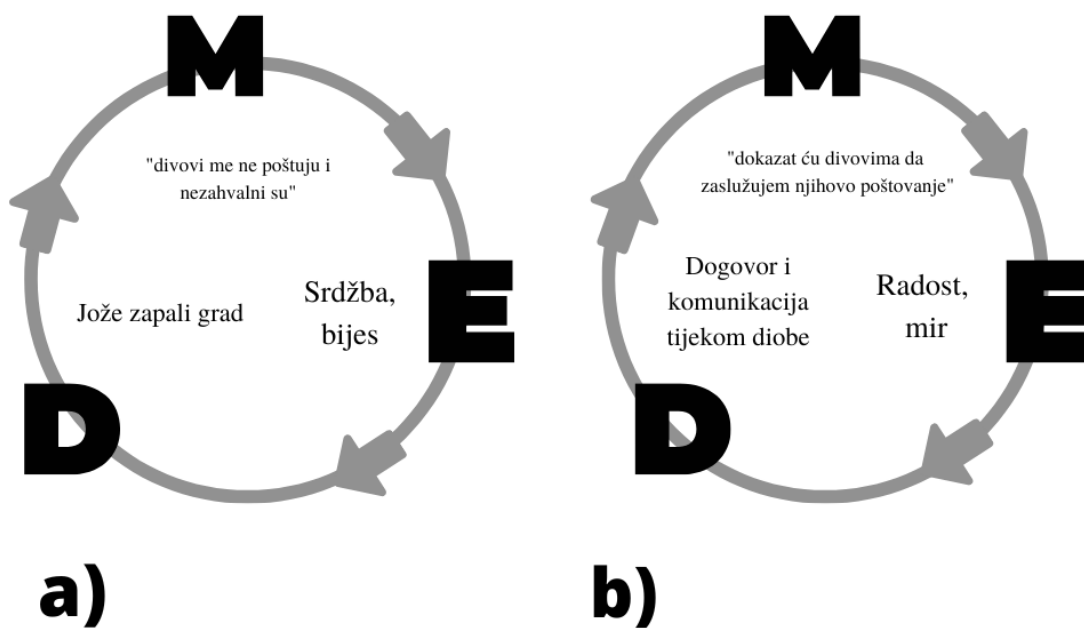 M
"divovi me ne poštuju i
nezahvalni su"
Srdžba,
bijes
E
Jože zapali grad
D
a)
M
"dokazat ću divovima da
zaslužujem njihovo poštovanje"
Radost,
mir
E
Dogovor i
komunikacija
tijekom diobe
D
b)